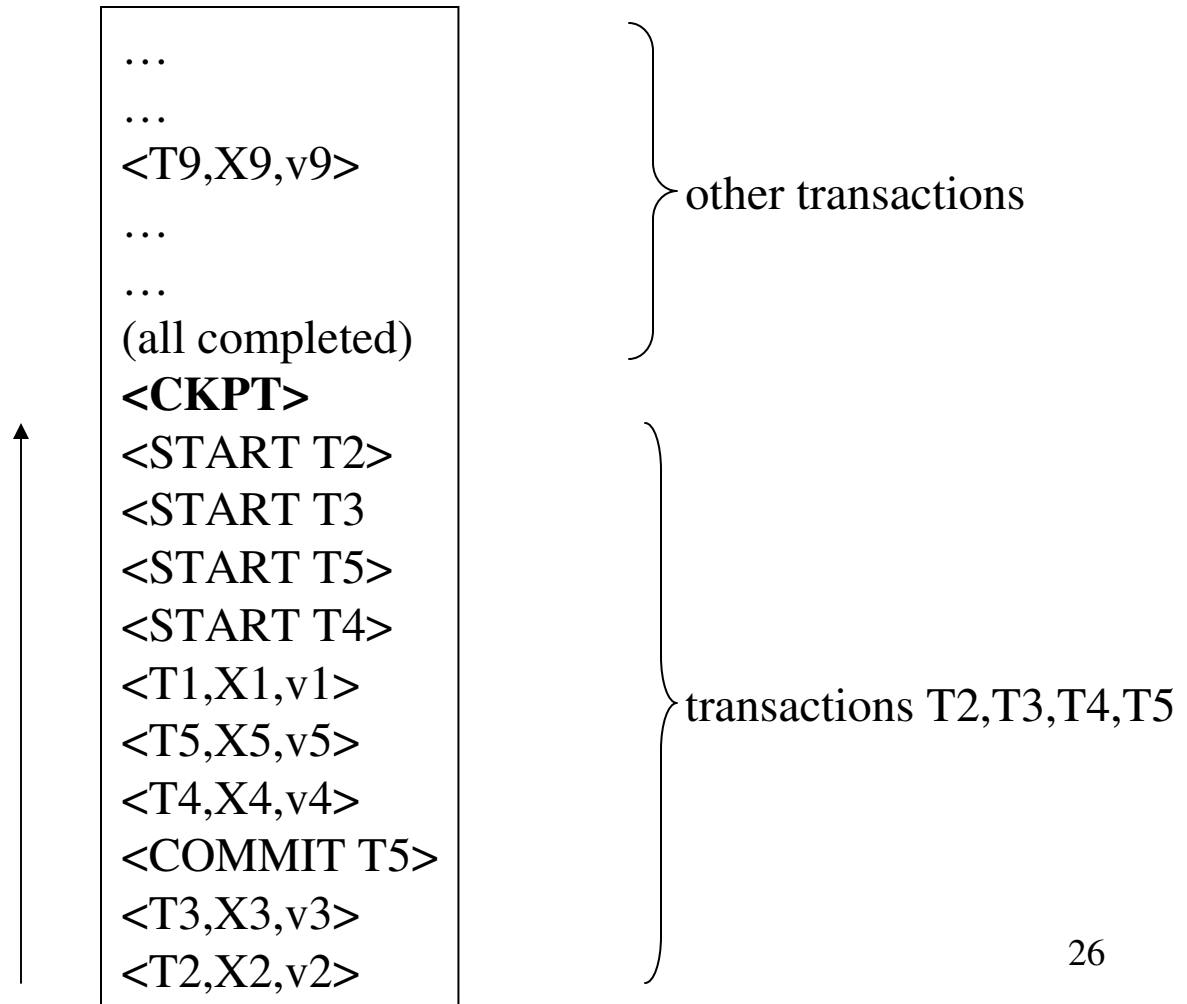 …
…
<T9,X9,v9>
…
…
(all completed)
<CKPT>
<START T2>
<START T3
<START T5>
<START T4>
<T1,X1,v1>
<T5,X5,v5>
<T4,X4,v4>
<COMMIT T5>
<T3,X3,v3>
<T2,X2,v2>
other transactions
transactions T2,T3,T4,T5
26